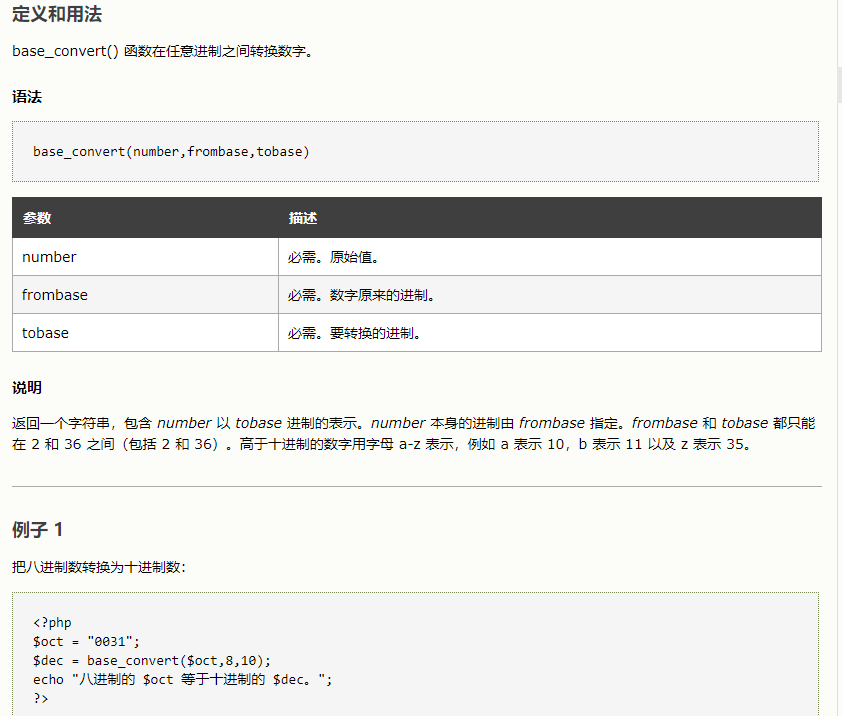 定义和用法
base_convert() 函数在任意进制之间转换数字。
语法
base_convert(number,frombase,tobase)
参数 描述
number 必需。原始值。
frombase 必需。数字原来的进制。
tobase 必需。要转换的进制。
说明
返回一个字符串，包含 number 以 tobase 进制的表示。number 本身的进制由 frombase 指定。frombase 和 tobase 都只能
在 2 和 36 之间（包括 2 和 36）。高于十进制的数字用字母 a-z 表示，例如 a 表示 10，b 表示 11 以及 z 表示 35。
例子 1
把八进制数转换为十进制数：
<?php
$oct = "0031";
$dec = base_convert($oct,8,10);
echo "八进制的 $oct 等于十进制的 $dec。";
?>